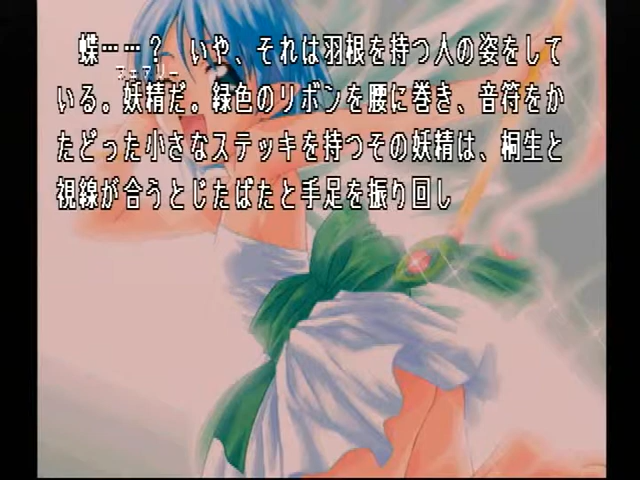 蝶……？　いや、それは羽根を持つ人の姿をして
フェアリー
いる。妖精だ。緑色のリボンを腰に巻き、音符をか
たどった小さなステッキを持つその妖精は、桐生と
視線が合うとじたばたと手足を振り回し